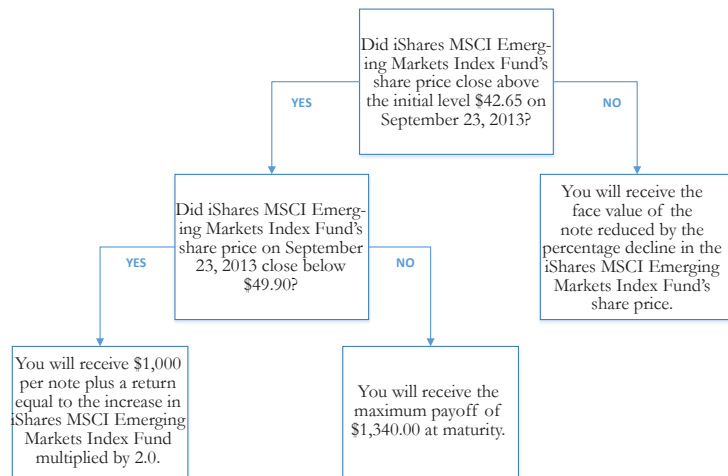 Did iShares MSCI Emerg-
ing Markets Index Fund's
share price close above
the initial level $42.65 on
September 23, 2013?
YES
NO
Did iShares MSCI Emerg-
ing Markets Index Fund's
share price on September
23, 2013 close below
$49.90?
You will receive the
face value of the
note reduced by the
percentage decline in the
iShares MSCI Emerging
Markets Index Fund's
share price.
YES
NO
You will receive $1,000
per note plus a return
equal to the increase in
iShares MSCI Emerging
Markets Index Fund
multiplied by 2.0.
You will receive the
maximum payoff of
$1,340.00 at maturity.